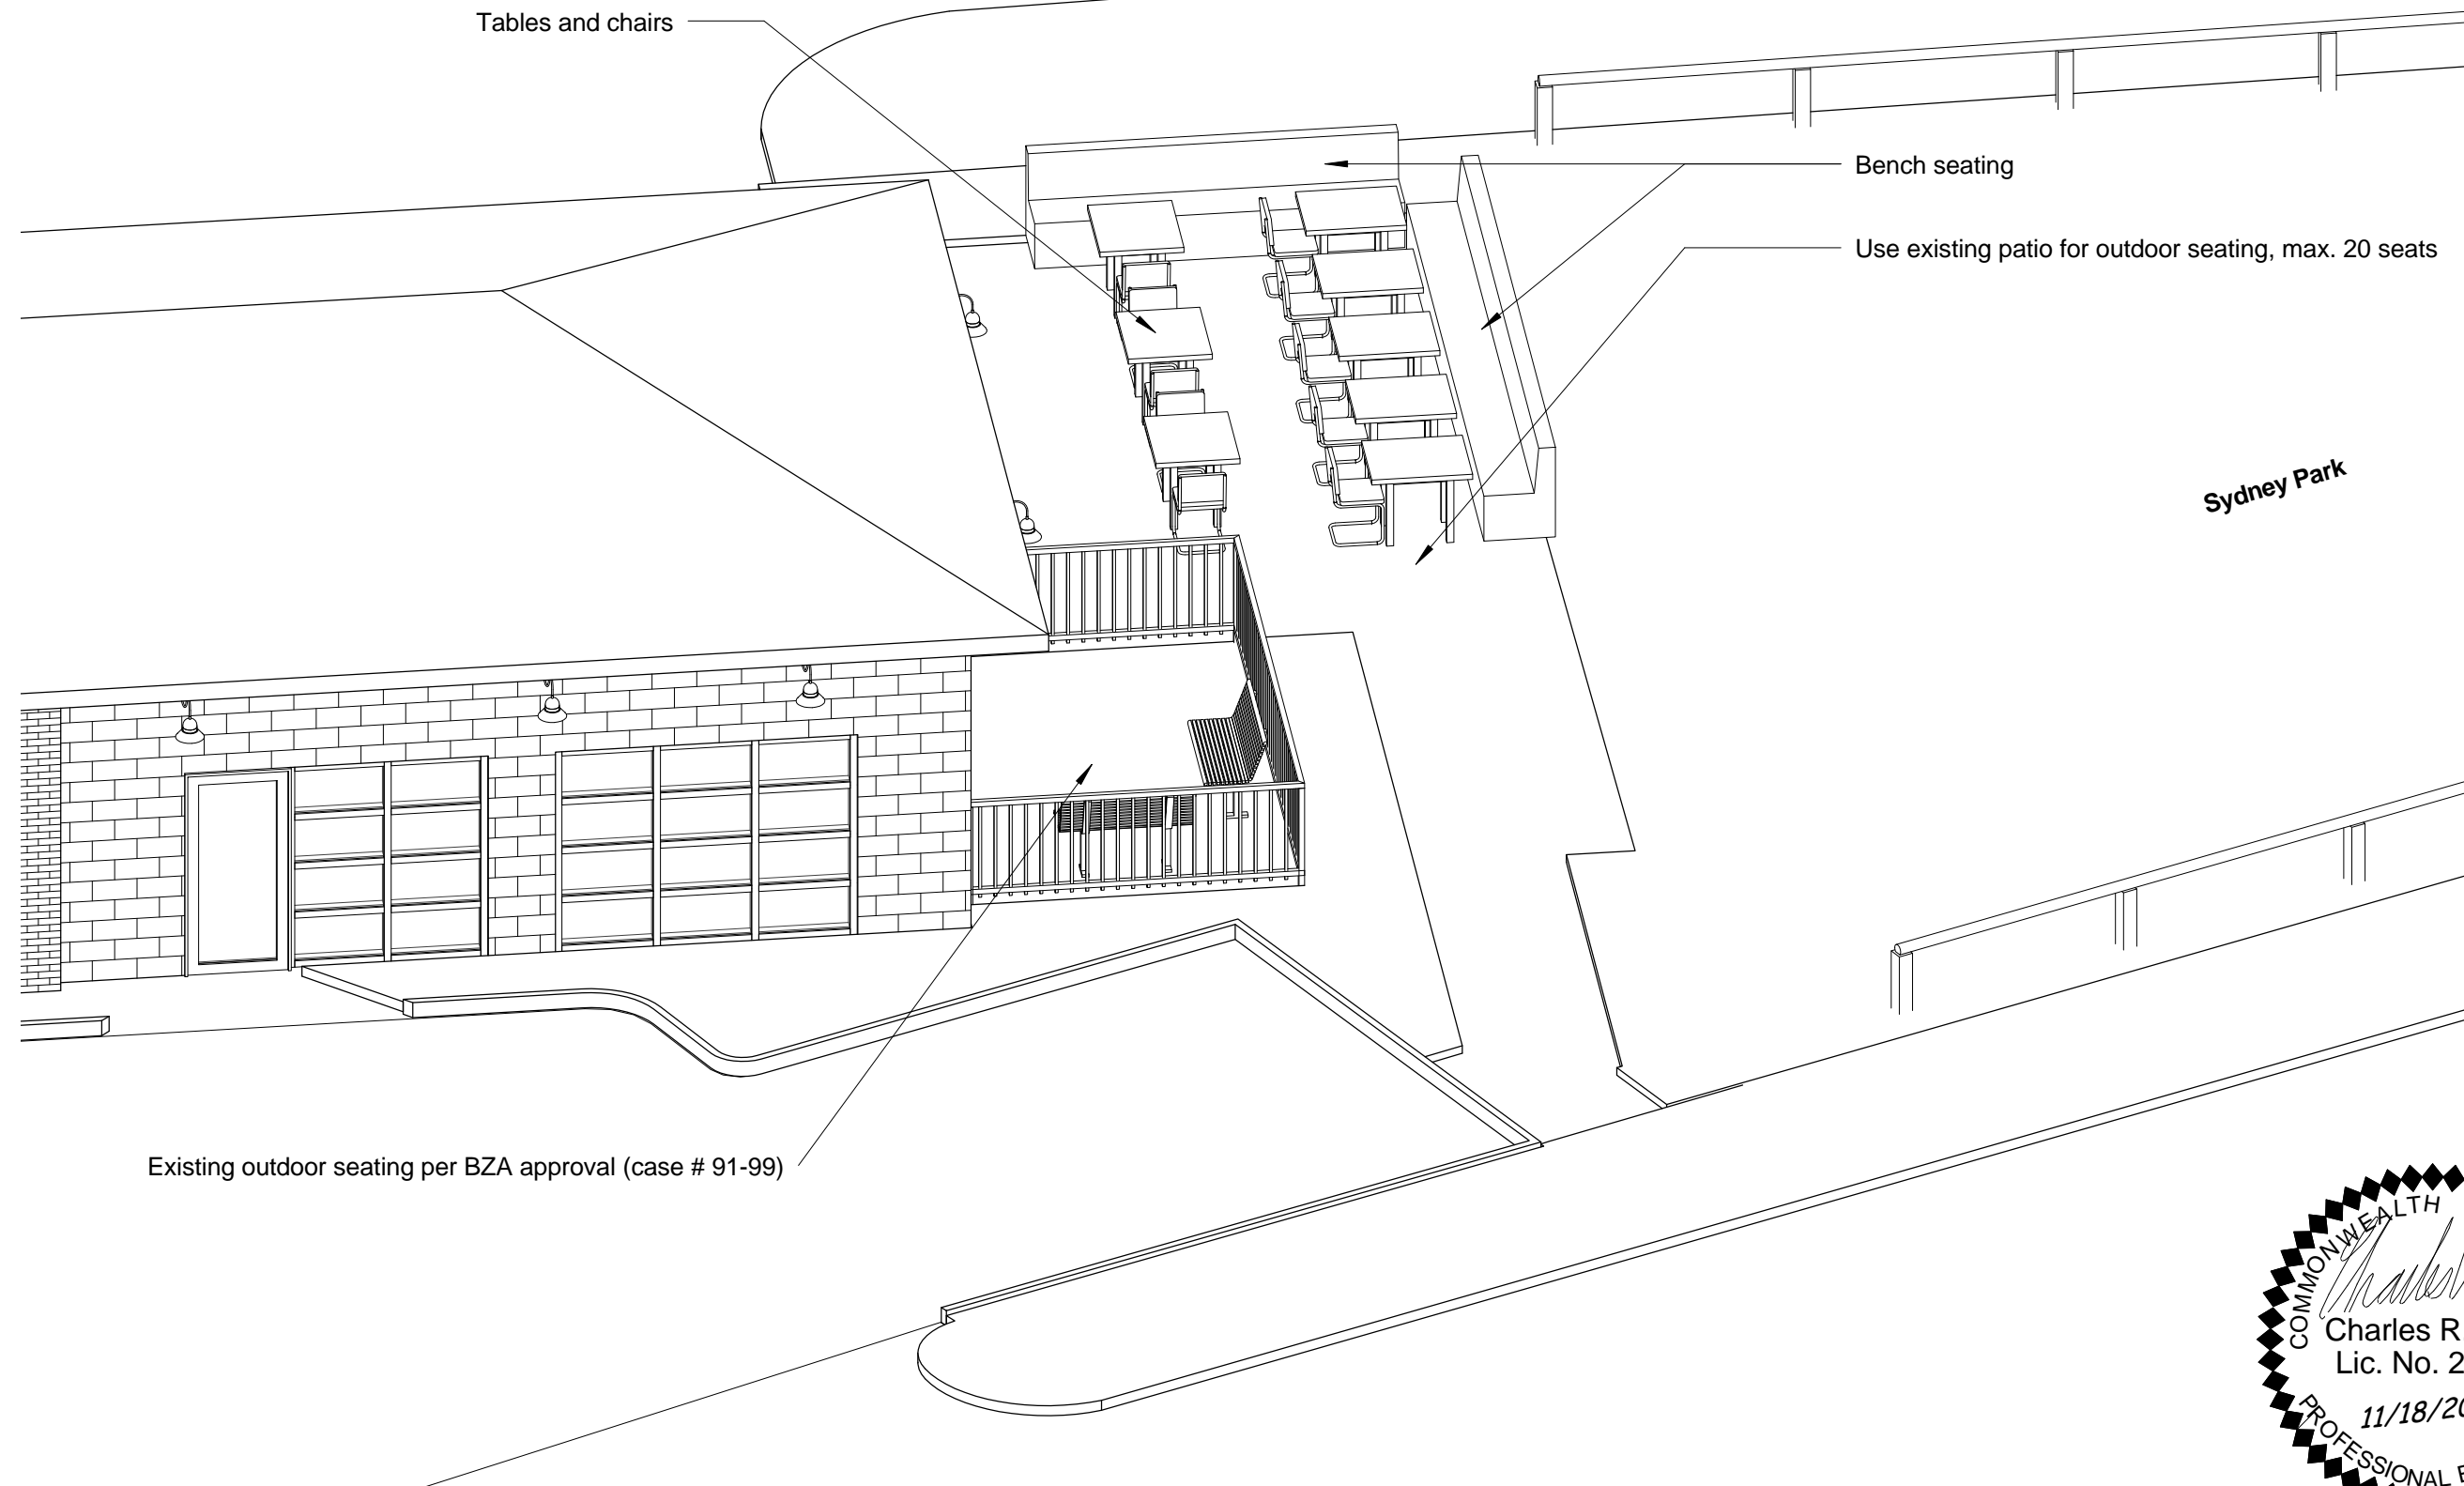 Tables and chairs
Bench seating
Use existing patio for outdoor seating, max. 20 seats
Sydney Park
Existing outdoor seating per BZA approval (case # 91-99)
COMMONWEALTH
Charles R
Lic. No. 2
11/18/20
PROFESSIONAL E